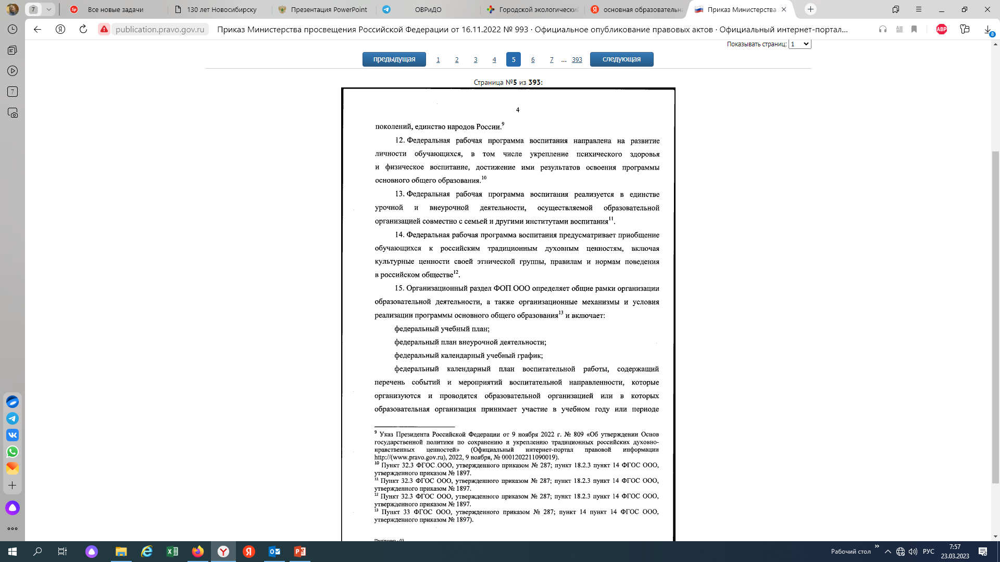 7
Все новые задачи
130 лет Новосибирску
Презентация PowerPoint
ОВРиДО
Городской экологический
основная образовательна
Приказ Министерства
publication.pravo.gov.ru
Приказ Министерства просвещения Российской Федерации от 16.11.2022 № 993 · Официальное опубликование правовых актов · Официальный интернет-портал...
ABP
8
Показывать страниц: 1
предыдущая 1 2 3 4 5 6 7 ... 393 следующая
Страница №5 из 393:
7
4
поколений, единство народов России.⁹
12. Федеральная рабочая программа воспитания направлена на развитие
личности обучающихся, в том числе укрепление психического здоровья
и физическое воспитание, достижение ими результатов освоения программы
основного общего образования.¹⁰
13. Федеральная рабочая программа воспитания реализуется в единстве
урочной и внеурочной деятельности, осуществляемой образовательной
организацией совместно с семьей и другими институтами воспитания¹¹.
14. Федеральная рабочая программа воспитания предусматривает приобщение
обучающихся к российским традиционным духовным ценностям, включая
культурные ценности своей этнической группы, правилам и нормам поведения
в российском обществе¹².
15. Организационный раздел ФОП ООО определяет общие рамки организации
образовательной деятельности, а также организационные механизмы и условия
реализации программы основного общего образования¹³ и включает:
федеральный учебный план;
федеральный план внеурочной деятельности;
федеральный календарный учебный график;
федеральный календарный план воспитательной работы, содержащий
перечень событий и мероприятий воспитательной направленности, которые
организуются и проводятся образовательной организацией или в которых
образовательная организация принимает участие в учебном году или периоде
⁹ Указ Президента Российской Федерации от 9 ноября 2022 г. № 809 «Об утверждении Основ
государственной политики по сохранению и укреплению традиционных российских духовно-
нравственных ценностей» (Официальный интернет-портал правовой информации
http://(www.pravo.gov.ru), 2022, 9 ноября, № 0001202211090019).
¹⁰ Пункт 32.3 ФГОС ООО, утвержденного приказом № 287; пункт 18.2.3 пункт 14 ФГОС ООО,
утвержденного приказом № 1897.
¹¹ Пункт 32.3 ФГОС ООО, утвержденного приказом № 287; пункт 18.2.3 пункт 14 ФГОС ООО,
утвержденного приказом № 1897.
¹² Пункт 32.3 ФГОС ООО, утвержденного приказом № 287; пункт 18.2.3 пункт 14 ФГОС ООО,
утвержденного приказом № 1897.
¹³ Пункт 33 ФГОС ООО, утвержденного приказом № 287; пункт 14 пункт 14 ФГОС ООО,
утвержденного приказом № 1897).
Программа - 03
Рабочий стол
РУС
7:57
23.03.2023